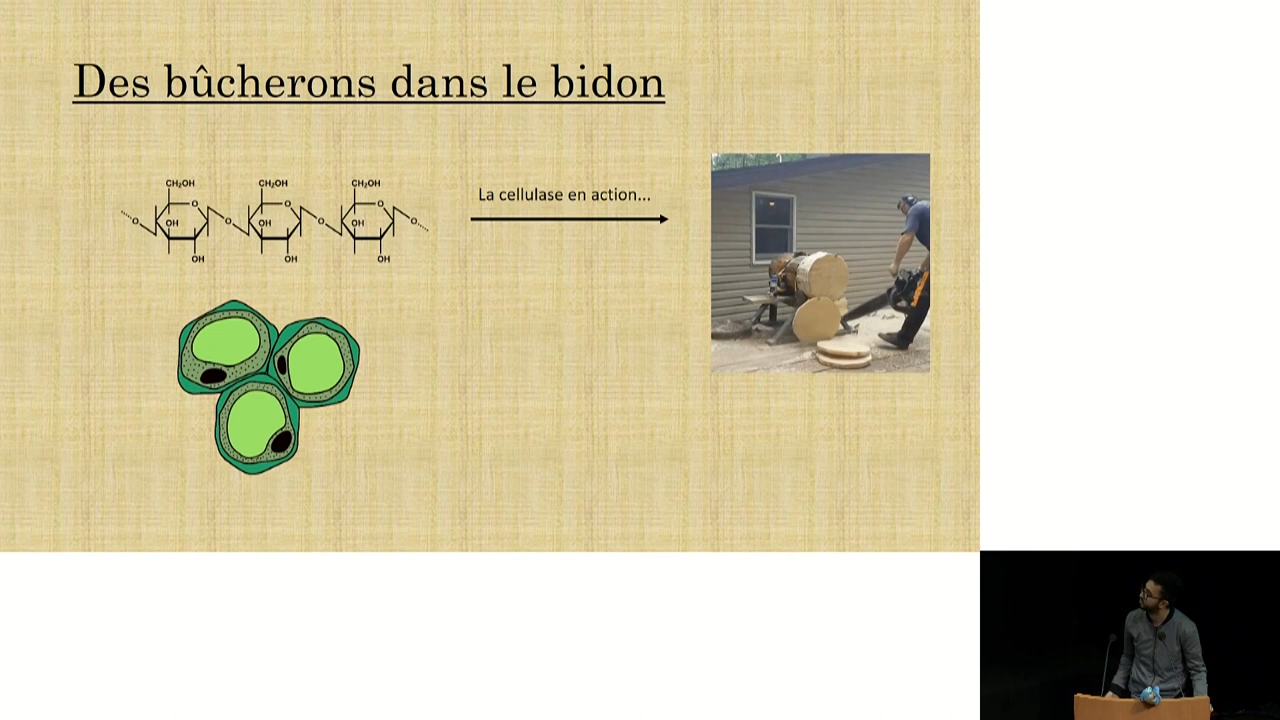 Des bûcherons dans le bidon
La cellulase en action...
CH₂OH CH₂OH CH₂OH
O O O
O OH O OH O OH O
OH OH OH